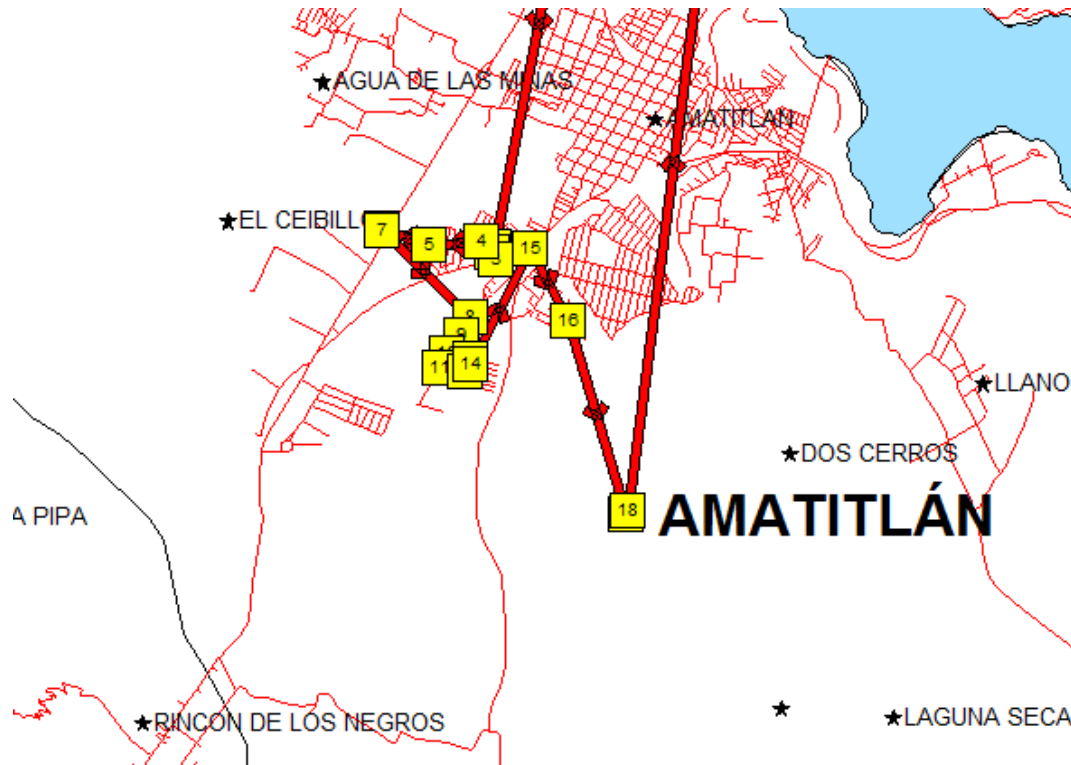 AGUA DE LAS MINAS
AMATITLAN
EL CEIBILLO
7
5
4
3
15
8
16
9
11
14
LLANO
DOS CERROS
18
AMATITLÁN
A PIPA
RINCON DE LOS NEGROS
LAGUNA SECA